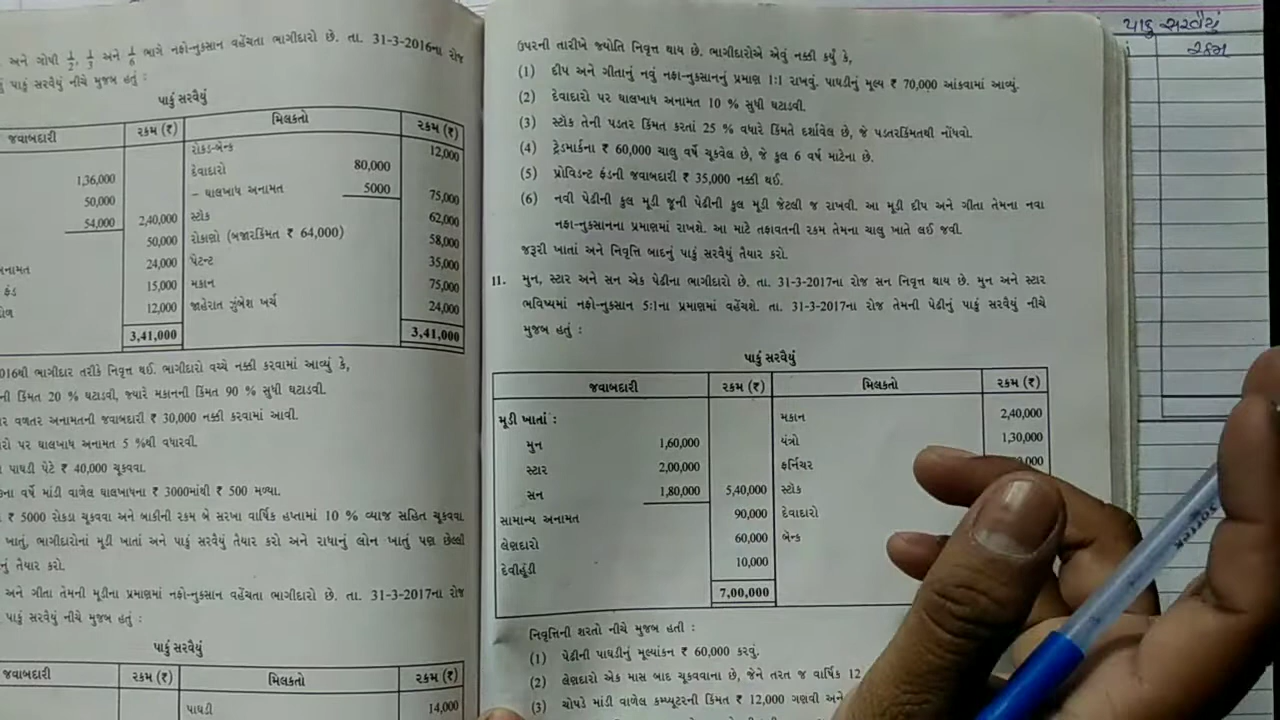 અને ગોપી 1/2, 1/3 અને 1/6 ભાગે નફો-નુકસાન વહેંચતા ભાગીદારો છે. તા. 31-3-2016ના રોજ
પાકું સરવૈયું નીચે મુજબ હતું :
પાકું સરવૈયું
જવાબદારી રકમ (₹) મિલકતો રકમ (₹)
રોકડ-બૅન્ક 12,000
1,36,000 દેવાદારો 80,000
50,000 – ઘાલખાધ અનામત 5000 75,000
54,000 2,40,000 સ્ટોક 62,000
50,000 રોકાણો (બજારકિંમત ₹ 64,000) 58,000
અનામત 24,000 પેટન્ટ 35,000
ફંડ 15,000 મકાન 75,000
12,000 જાહેરાત ઝુંબેશ ખર્ચ 24,000
3,41,000 3,41,000
016થી ભાગીદાર તરીકે નિવૃત્ત થઈ. ભાગીદારો વચ્ચે નક્કી કરવામાં આવ્યું કે,
ની કિંમત 20 % ઘટાડવી, જ્યારે મકાનની કિંમત 90 % સુધી ઘટાડવી.
ર વળતર અનામતની જવાબદારી ₹ 30,000 નક્કી કરવામાં આવી.
રો પર ઘાલખાધ અનામત 5 %થી વધારવી.
પાઘડી પેટે ₹ 40,000 ચૂકવવા.
ના વર્ષે માંડી વાળેલ ઘાલખાધના ₹ 3000માંથી ₹ 500 મળ્યા.
₹ 5000 રોકડા ચૂકવવા અને બાકીની રકમ બે સરખા વાર્ષિક હપ્તામાં 10 % વ્યાજ સહિત ચૂકવવા
ખાતું, ભાગીદારોનાં મૂડી ખાતાં અને પાકું સરવૈયું તૈયાર કરો અને રાધાનું લોન ખાતું પણ છેલ્લી
નું તૈયાર કરો.
અને ગીતા તેમની મૂડીના પ્રમાણમાં નફો-નુકસાન વહેંચતા ભાગીદારો છે. તા. 31-3-2017ના રોજ
પાકું સરવૈયું નીચે મુજબ હતું :
પાકું સરવૈયું
જવાબદારી રકમ (₹) મિલકતો રકમ (₹)
પાઘડી 14,000
ઉપરની તારીખે જ્યોતિ નિવૃત્ત થાય છે. ભાગીદારોએ એવું નક્કી કર્યું કે,
(1) દીપ અને ગીતાનું નવું નફા-નુકસાનનું પ્રમાણ 1:1 રાખવું. પાઘડીનું મૂલ્ય ₹ 70,000 આંકવામાં આવ્યું.
(2) દેવાદારો પર ઘાલખાધ અનામત 10 % સુધી ઘટાડવી.
(3) સ્ટોક તેની પડતર કિંમત કરતાં 25 % વધારે કિંમતે દર્શાવેલ છે, જે પડતરકિંમતથી નોંધવો.
(4) ટ્રેડમાર્કના ₹ 60,000 ચાલુ વર્ષે ચૂકવેલ છે, જે કુલ 6 વર્ષ માટેના છે.
(5) પ્રોવિડન્ટ ફંડની જવાબદારી ₹ 35,000 નક્કી થઈ.
(6) નવી પેઢીની કુલ મૂડી જૂની પેઢીની કુલ મૂડી જેટલી જ રાખવી. આ મૂડી દીપ અને ગીતા તેમના નવા
નફા-નુકસાનના પ્રમાણમાં રાખશે. આ માટે તફાવતની રકમ તેમના ચાલુ ખાતે લઈ જવી.
જરૂરી ખાતાં અને નિવૃત્તિ બાદનું પાકું સરવૈયું તૈયાર કરો.
11. મુન, સ્ટાર અને સન એક પેઢીના ભાગીદારો છે. તા. 31-3-2017ના રોજ સન નિવૃત્ત થાય છે. મુન અને સ્ટાર
ભવિષ્યમાં નફો-નુકસાન 5:1ના પ્રમાણમાં વહેંચશે. તા. 31-3-2017ના રોજ તેમની પેઢીનું પાકું સરવૈયું નીચે
મુજબ હતું :
પાકું સરવૈયું
જવાબદારી રકમ (₹) મિલકતો રકમ (₹)
મૂડી ખાતાં : મકાન 2,40,000
મુન 1,60,000 યંત્રો 1,30,000
સ્ટાર 2,00,000 ફર્નિચર
સન 1,80,000 5,40,000 સ્ટોક
સામાન્ય અનામત 90,000 દેવાદારો
લેણદારો 60,000 બૅન્ક
દેવીહૂંડી 10,000
7,00,000
નિવૃત્તિની શરતો નીચે મુજબ હતી :
(1) પેઢીની પાઘડીનું મૂલ્યાંકન ₹ 60,000 કરવું.
(2) લેણદારો એક માસ બાદ ચૂકવવાના છે, જેને તરત જ વાર્ષિક 12
(3) ચોપડે માંડી વાળેલ કમ્પ્યૂટરની કિંમત ₹ 12,000 ગણવી અને
પાકુ સરવૈયું
રકમ